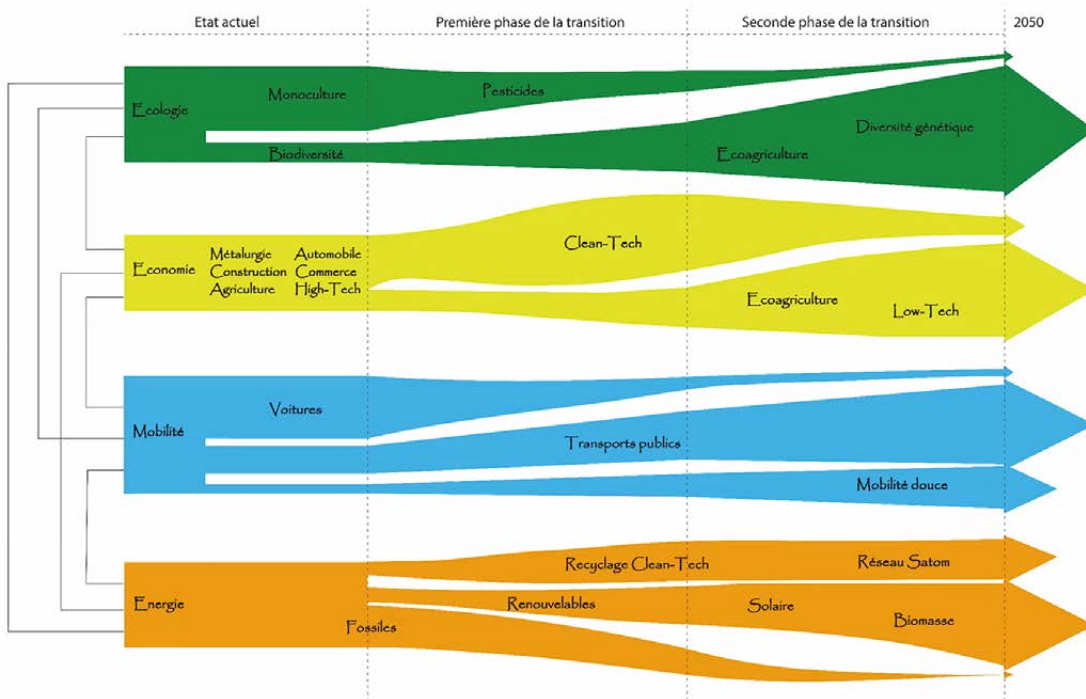 Etat actuel
Première phase de la transition
Seconde phase de la transition
2050
Ecologie
Monoculture
Pesticides
Biodiversité
Ecoagriculture
Diversité génétique
Economie
Métalurgie Automobile
Construction Commerce
Agriculture High-Tech
Clean-Tech
Ecoagriculture
Low-Tech
Mobilité
Voitures
Transports publics
Mobilité douce
Energie
Recyclage Clean-Tech
Réseau Satom
Renouvelables
Solaire
Biomasse
Fossiles